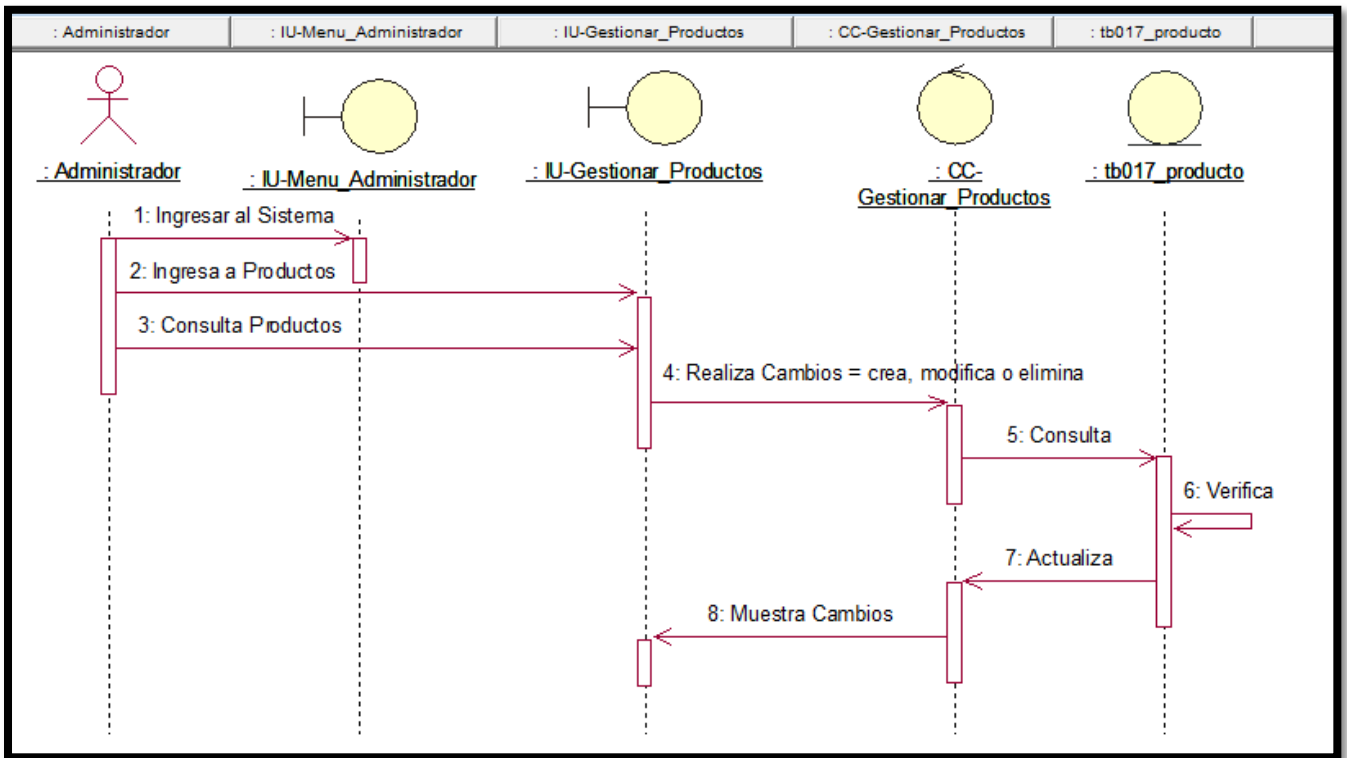 : Administrador
: IU-Menu_Administrador
: IU-Gestionar_Productos
: CC-Gestionar_Productos
: tb017_producto
: Administrador
: IU-Menu_Administrador
: IU-Gestionar_Productos
: CC-
Gestionar_Productos
: tb017_producto
1: Ingresar al Sistema
2: Ingresa a Productos
3: Consulta Productos
4: Realiza Cambios = crea, modifica o elimina
5: Consulta
6: Verifica
7: Actualiza
8: Muestra Cambios